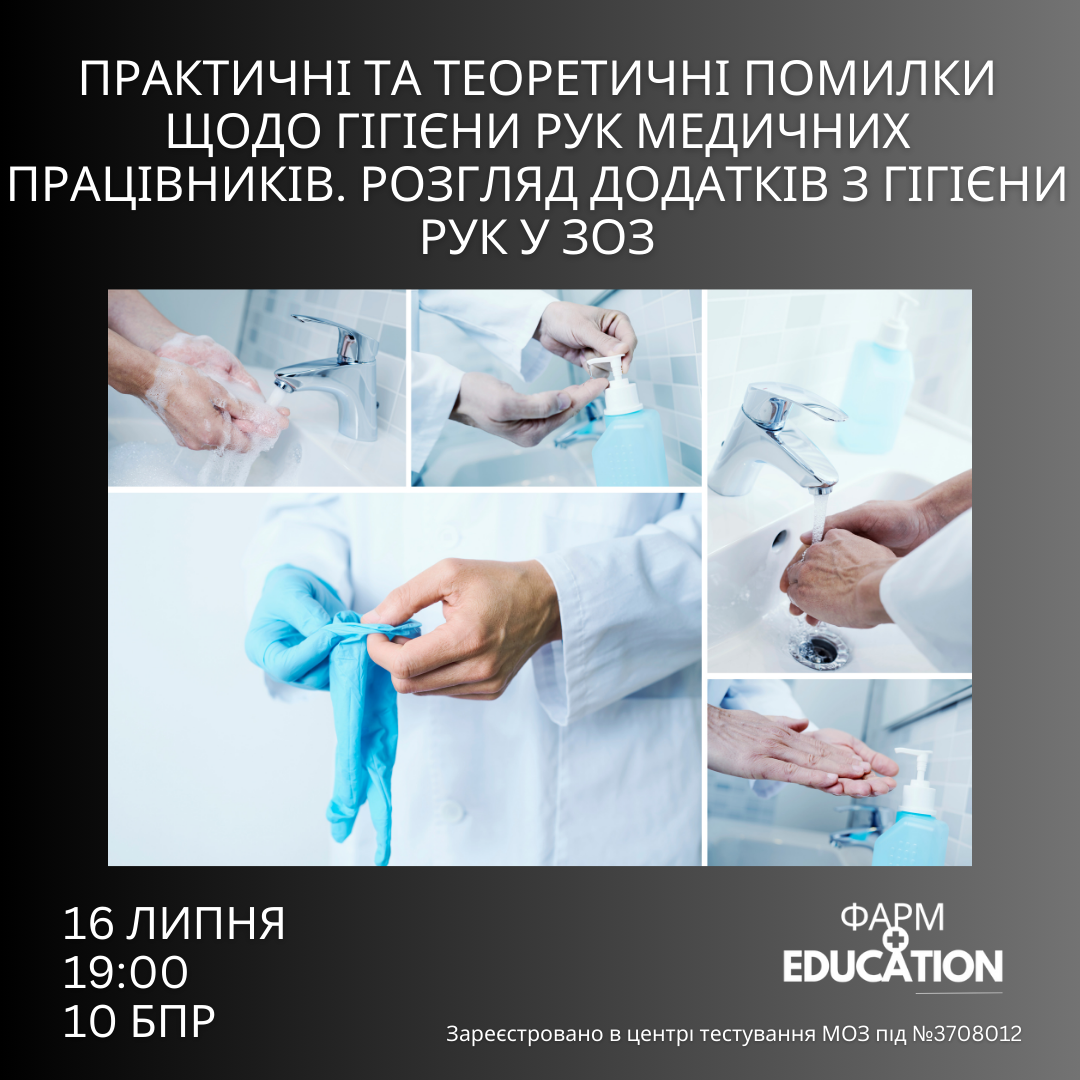 ПРАКТИЧНІ ТА ТЕОРЕТИЧНІ ПОМИЛКИ
ЩОДО ГІГІЄНИ РУК МЕДИЧНИХ
ПРАЦІВНИКІВ. РОЗГЛЯД ДОДАТКІВ З ГІГІЄНИ
РУК У ЗОЗ
16 ЛИПНЯ
19:00
10 БПР
ФАРМ
EDUCATION
Зареєстровано в центрі тестування МОЗ під №3708012